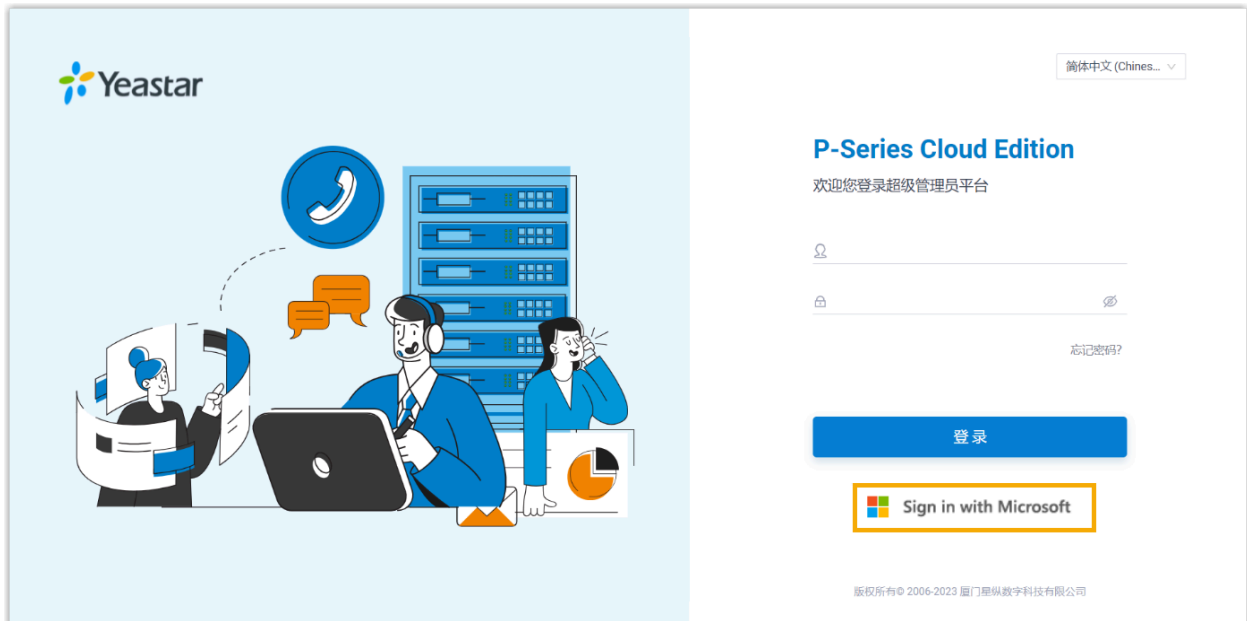 Yeastar
简体中文 (Chines...
P-Series Cloud Edition
欢迎您登录超级管理员平台
忘记密码?
登录
Sign in with Microsoft
版权所有© 2006-2023 厦门星纵数字科技有限公司